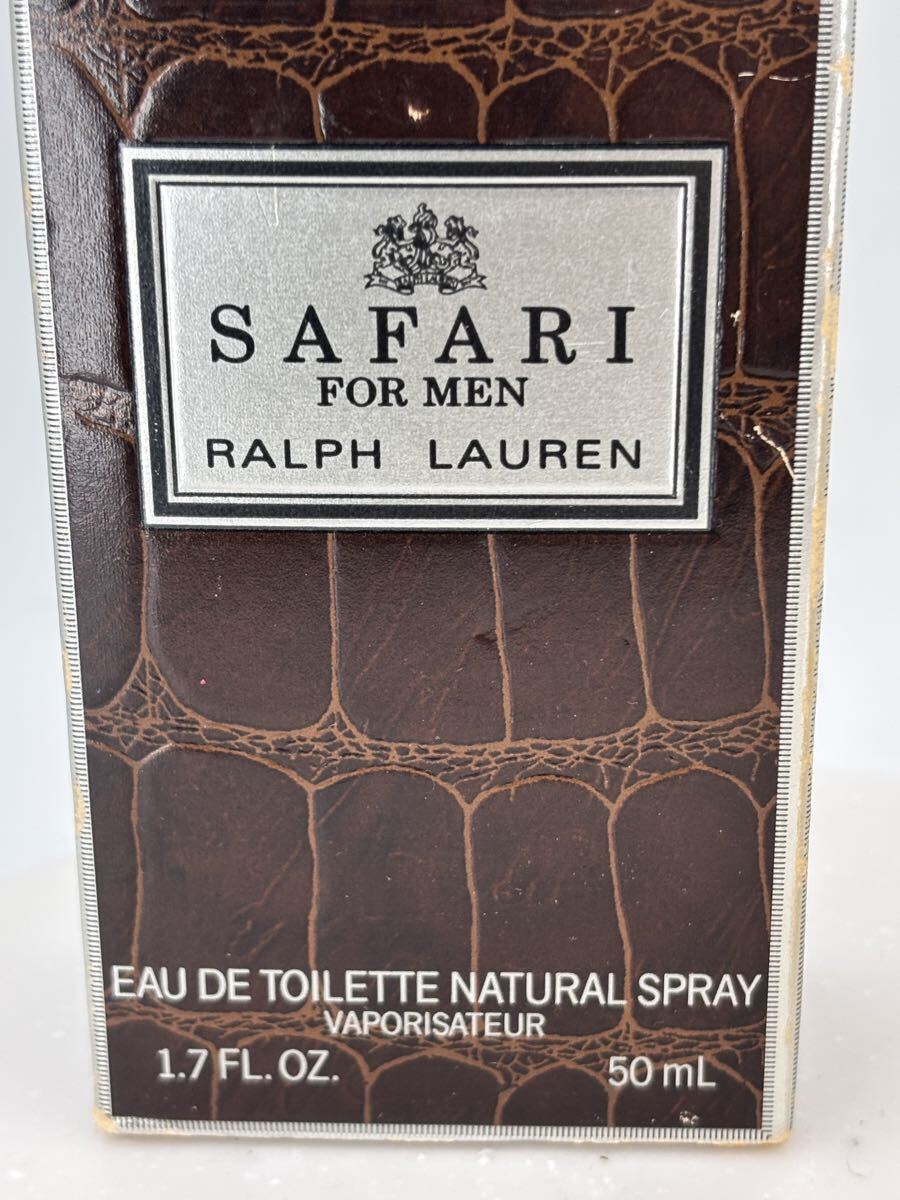 SAFARI
FOR MEN
RALPH LAUREN
EAU DE TOILETTE NATURAL SPRAY
VAPORISATEUR
1.7 FL. OZ. 50 mL